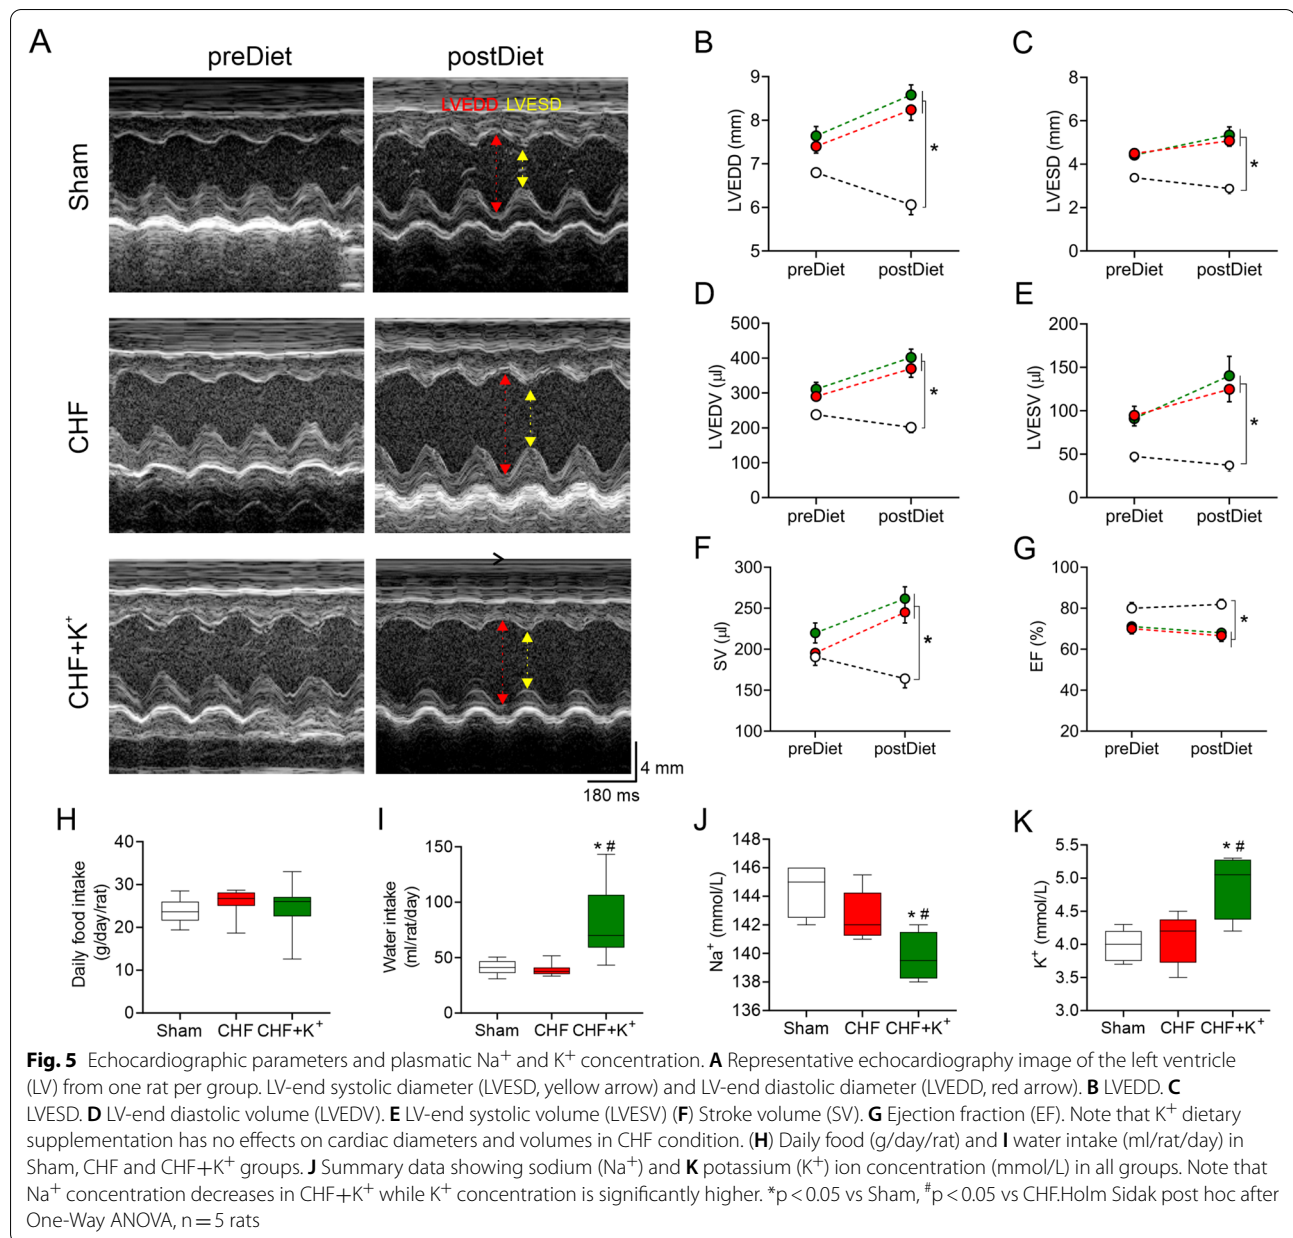 A
preDiet
postDiet
Sham
LVEDD
LVESD
CHF
CHF+K⁺
4 mm
180 ms
B
LVEDD (mm)
9
8
7
6
5
preDiet
postDiet
*
C
LVESD (mm)
8
6
4
2
0
preDiet
postDiet
*
D
LVEDV (µl)
500
400
300
200
100
0
preDiet
postDiet
*
E
LVESV (µl)
200
150
100
50
0
preDiet
postDiet
*
F
SV (µl)
300
250
200
150
100
preDiet
postDiet
*
G
EF (%)
100
80
60
40
20
preDiet
postDiet
*
H
Daily food intake
(g/day/rat)
40
30
20
10
0
Sham
CHF
CHF+K⁺
I
Water intake
(ml/rat/day)
150
100
50
0
* #
Sham
CHF
CHF+K⁺
J
Na⁺ (mmol/L)
148
146
144
142
140
138
136
* #
Sham
CHF
CHF+K⁺
K
K⁺ (mmol/L)
5.5
5.0
4.5
4.0
3.5
3.0
* #
Sham
CHF
CHF+K⁺
Fig. 5 Echocardiographic parameters and plasmatic Na⁺ and K⁺ concentration. A Representative echocardiography image of the left ventricle
(LV) from one rat per group. LV-end systolic diameter (LVESD, yellow arrow) and LV-end diastolic diameter (LVEDD, red arrow). B LVEDD. C
LVESD. D LV-end diastolic volume (LVEDV). E LV-end systolic volume (LVESV) (F) Stroke volume (SV). G Ejection fraction (EF). Note that K⁺ dietary
supplementation has no effects on cardiac diameters and volumes in CHF condition. (H) Daily food (g/day/rat) and I water intake (ml/rat/day) in
Sham, CHF and CHF+K⁺ groups. J Summary data showing sodium (Na⁺) and K potassium (K⁺) ion concentration (mmol/L) in all groups. Note that
Na⁺ concentration decreases in CHF+K⁺ while K⁺ concentration is significantly higher. *p < 0.05 vs Sham, #p < 0.05 vs CHF.Holm Sidak post hoc after
One-Way ANOVA, n = 5 rats